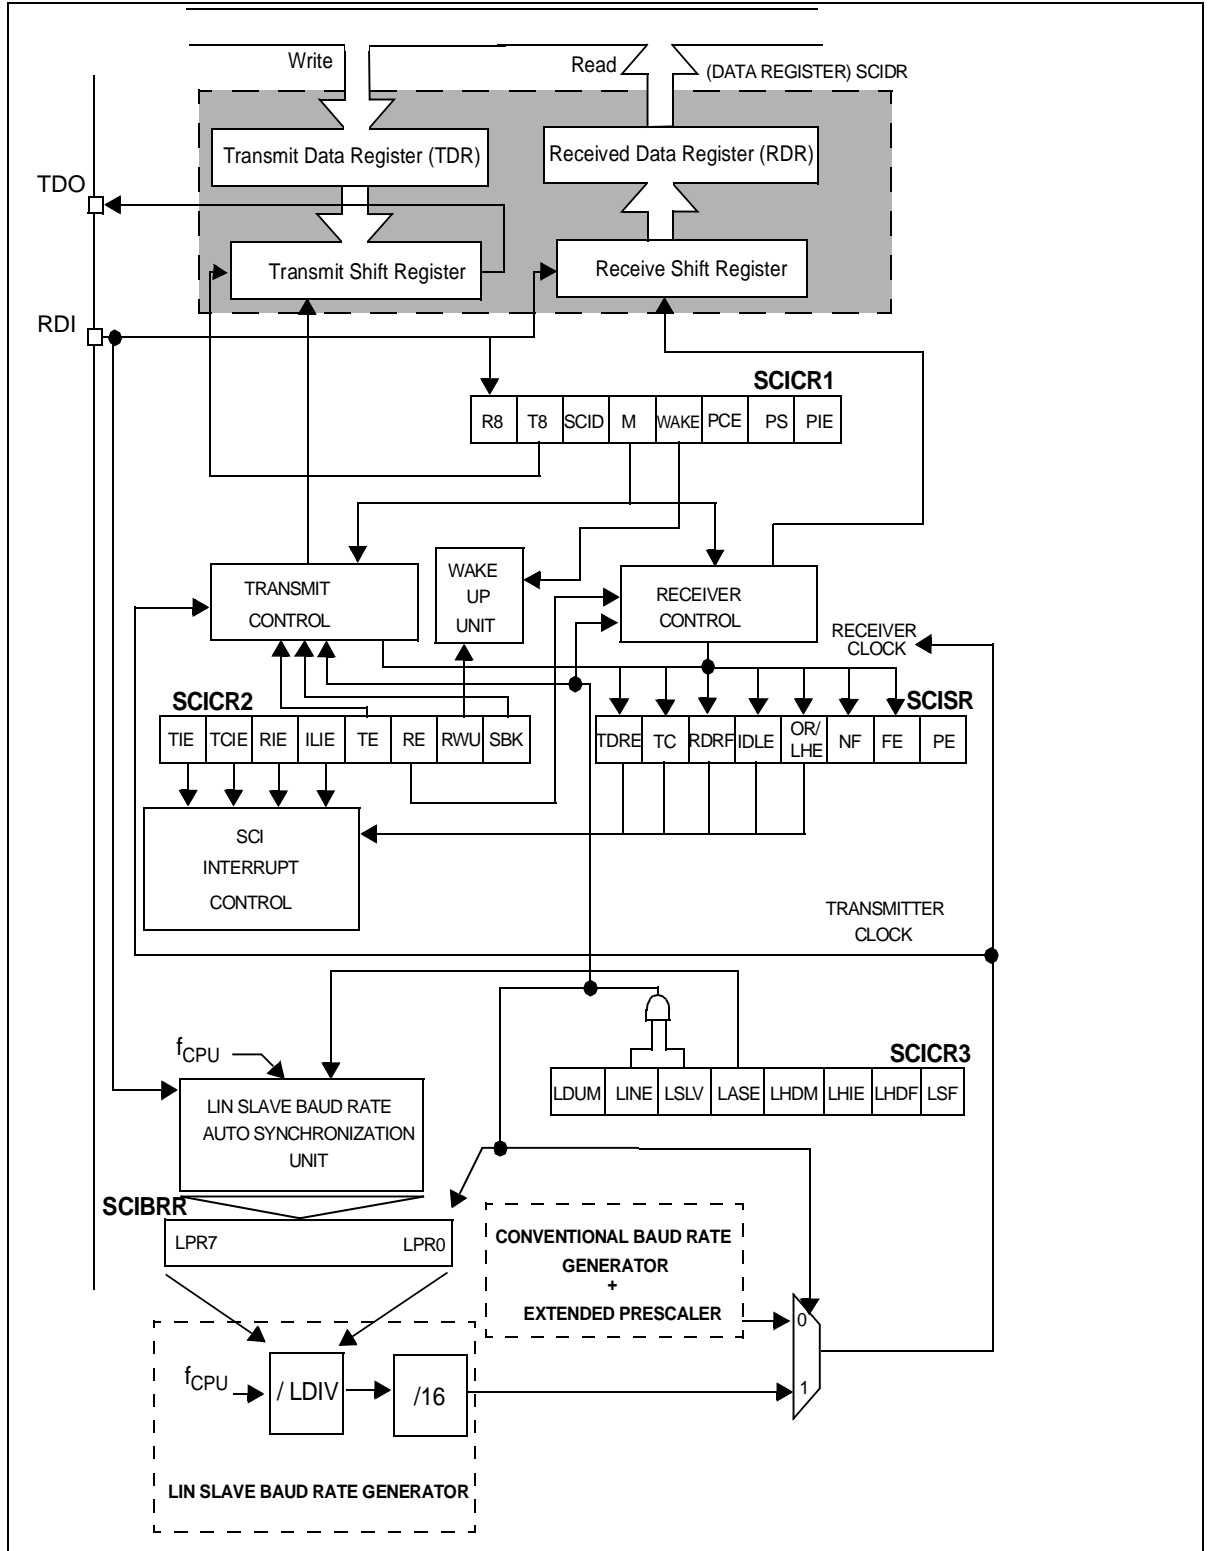 Write
Read
(DATA REGISTER) SCIDR
Transmit Data Register (TDR)
Received Data Register (RDR)
TDO
Transmit Shift Register
Receive Shift Register
RDI
SCICR1
R8 T8 SCID M WAKE PCE PS PIE
TRANSMIT
CONTROL
WAKE
UP
UNIT
RECEIVER
CONTROL
RECEIVER
CLOCK
SCICR2
TIE TCIE RIE ILIE TE RE RWU SBK
SCISR
TDRE TC RDRF IDLE OR/
LHE NF FE PE
SCI
INTERRUPT
CONTROL
TRANSMITTER
CLOCK
fCPU
SCICR3
LDUM LINE LSLV LASE LHDM LHIE LHDF LSF
LIN SLAVE BAUD RATE
AUTO SYNCHRONIZATION
UNIT
SCIBRR
LPR7 LPR0
CONVENTIONAL BAUD RATE
GENERATOR
+
EXTENDED PRESCALER
0
1
fCPU
/ LDIV
/16
LIN SLAVE BAUD RATE GENERATOR